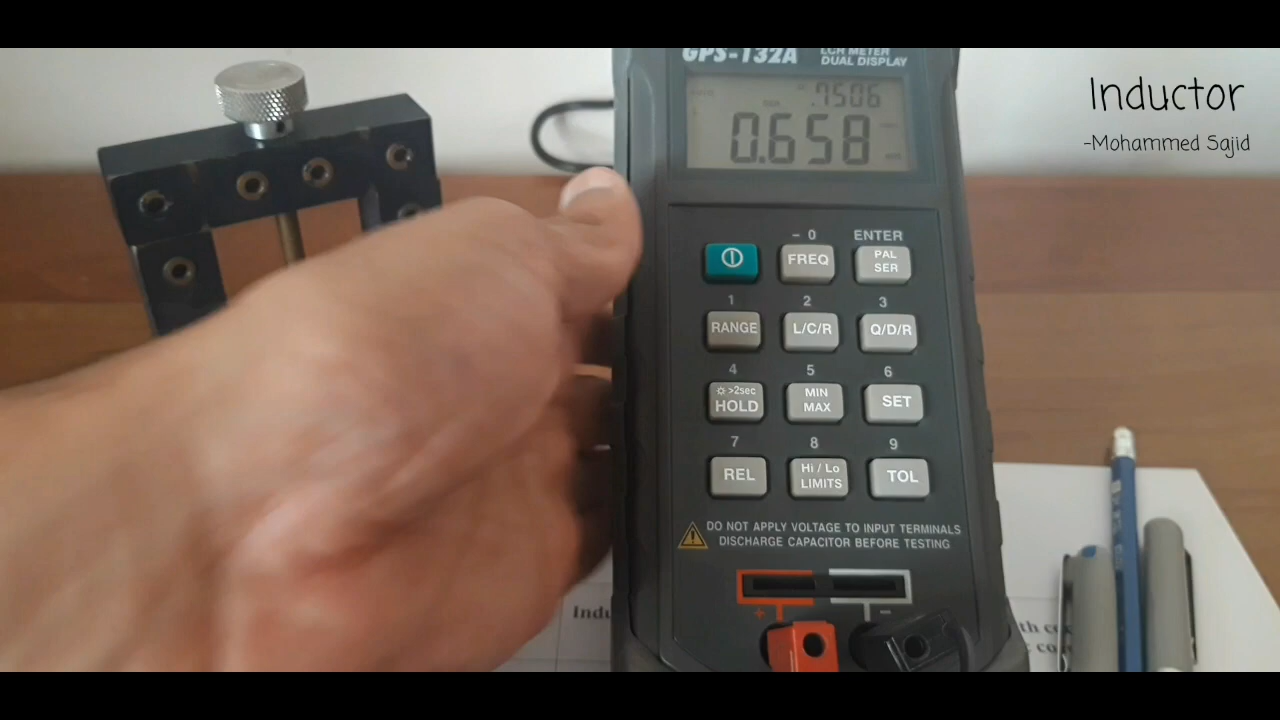 GPS-132A
LCR METER
DUAL DISPLAY
Inductor
-Mohammed Sajid
.7506
0.658
- 0
ENTER
FREQ
PAL
SER
1
2
3
RANGE
L/C/R
Q/D/R
4
5
6
>2sec
HOLD
MIN
MAX
SET
7
8
9
REL
Hi / Lo
LIMITS
TOL
DO NOT APPLY VOLTAGE TO INPUT TERMINALS
DISCHARGE CAPACITOR BEFORE TESTING
+ -